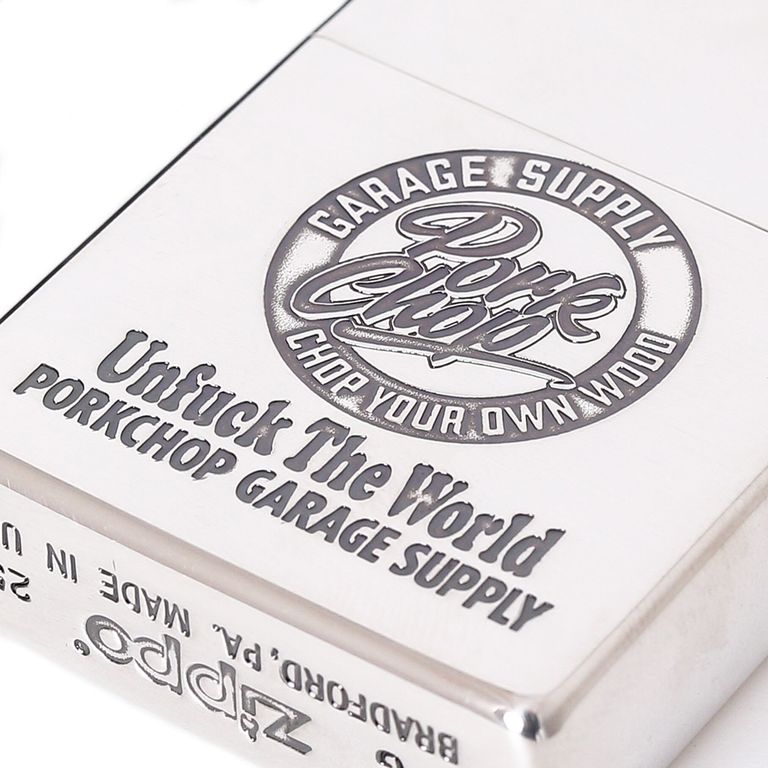 GARAGE SUPPLY
Pork
Chop
CHOP YOUR OWN WOOD
Unfuck The World
PORKCHOP GARAGE SUPPLY
G
BRADFORD, PA. MADE IN U
zippo®
25